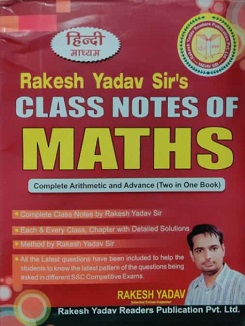 हिन्दी
माध्यम
Rakesh Yadav Sir's
CLASS NOTES OF
MATHS
Complete Arithmetic and Advance (Two in One Book)
Complete Class Notes by Rakesh Yadav Sir
Each & Every Class, Chapter with Detailed Solutions
Method by Rakesh Yadav Sir
All the Latest questions have been included to help the
students to know the latest pattern of the questions being
asked in different SSC Competitive Exams.
RAKESH YADAV
Rakesh Yadav Readers Publication Pvt. Ltd.